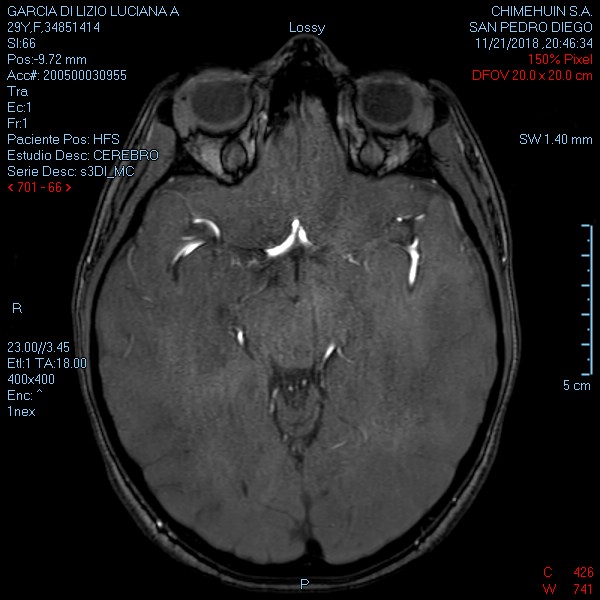 GARCIA DI LIZIO LUCIANA A
29Y,F,34851414
Sl:66
Pos:-9.72 mm
Acc#: 200500030955
Tra
Ec:1
Fr:1
Paciente Pos: HFS
Estudio Desc: CEREBRO
Serie Desc: s3DI_MC
< 701 - 66 >
Lossy
CHIMEHUIN S.A.
SAN PEDRO DIEGO
11/21/2018 ,20:46:34
150% Pixel
DFOV 20.0 x 20.0 cm
SW 1.40 mm
R
23.00//3.45
Etl:1 TA:18.00
400x400
Enc: ^
1nex
5 cm
P
C 426
W 741